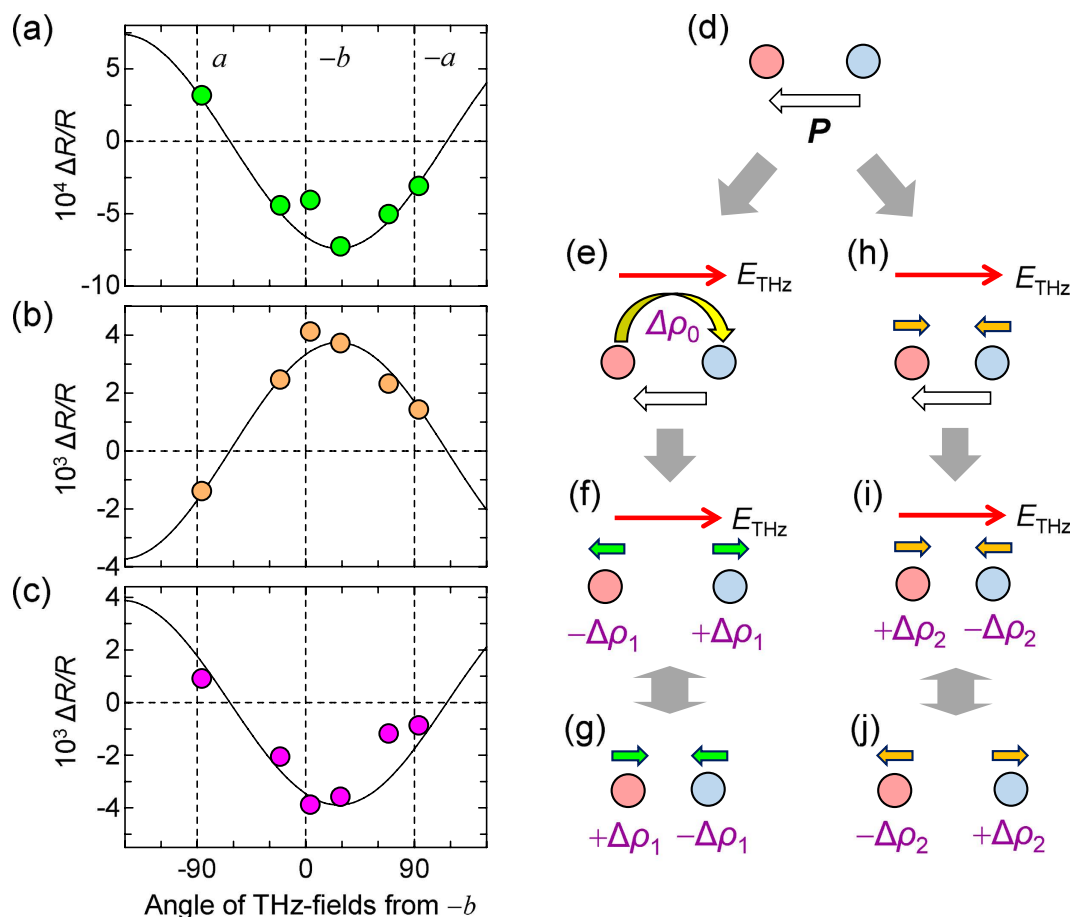 (a)
a
−b
−a
10⁴ ΔR/R
5
0
-5
-10
(b)
10³ ΔR/R
4
2
0
-2
-4
(c)
10³ ΔR/R
4
2
0
-2
-4
-90
0
90
Angle of THz-fields from −b
(d)
P
(e)
E_THz
Δρ₀
(h)
E_THz
(f)
E_THz
−Δρ₁
+Δρ₁
(i)
E_THz
+Δρ₂
−Δρ₂
(g)
+Δρ₁
−Δρ₁
(j)
−Δρ₂
+Δρ₂